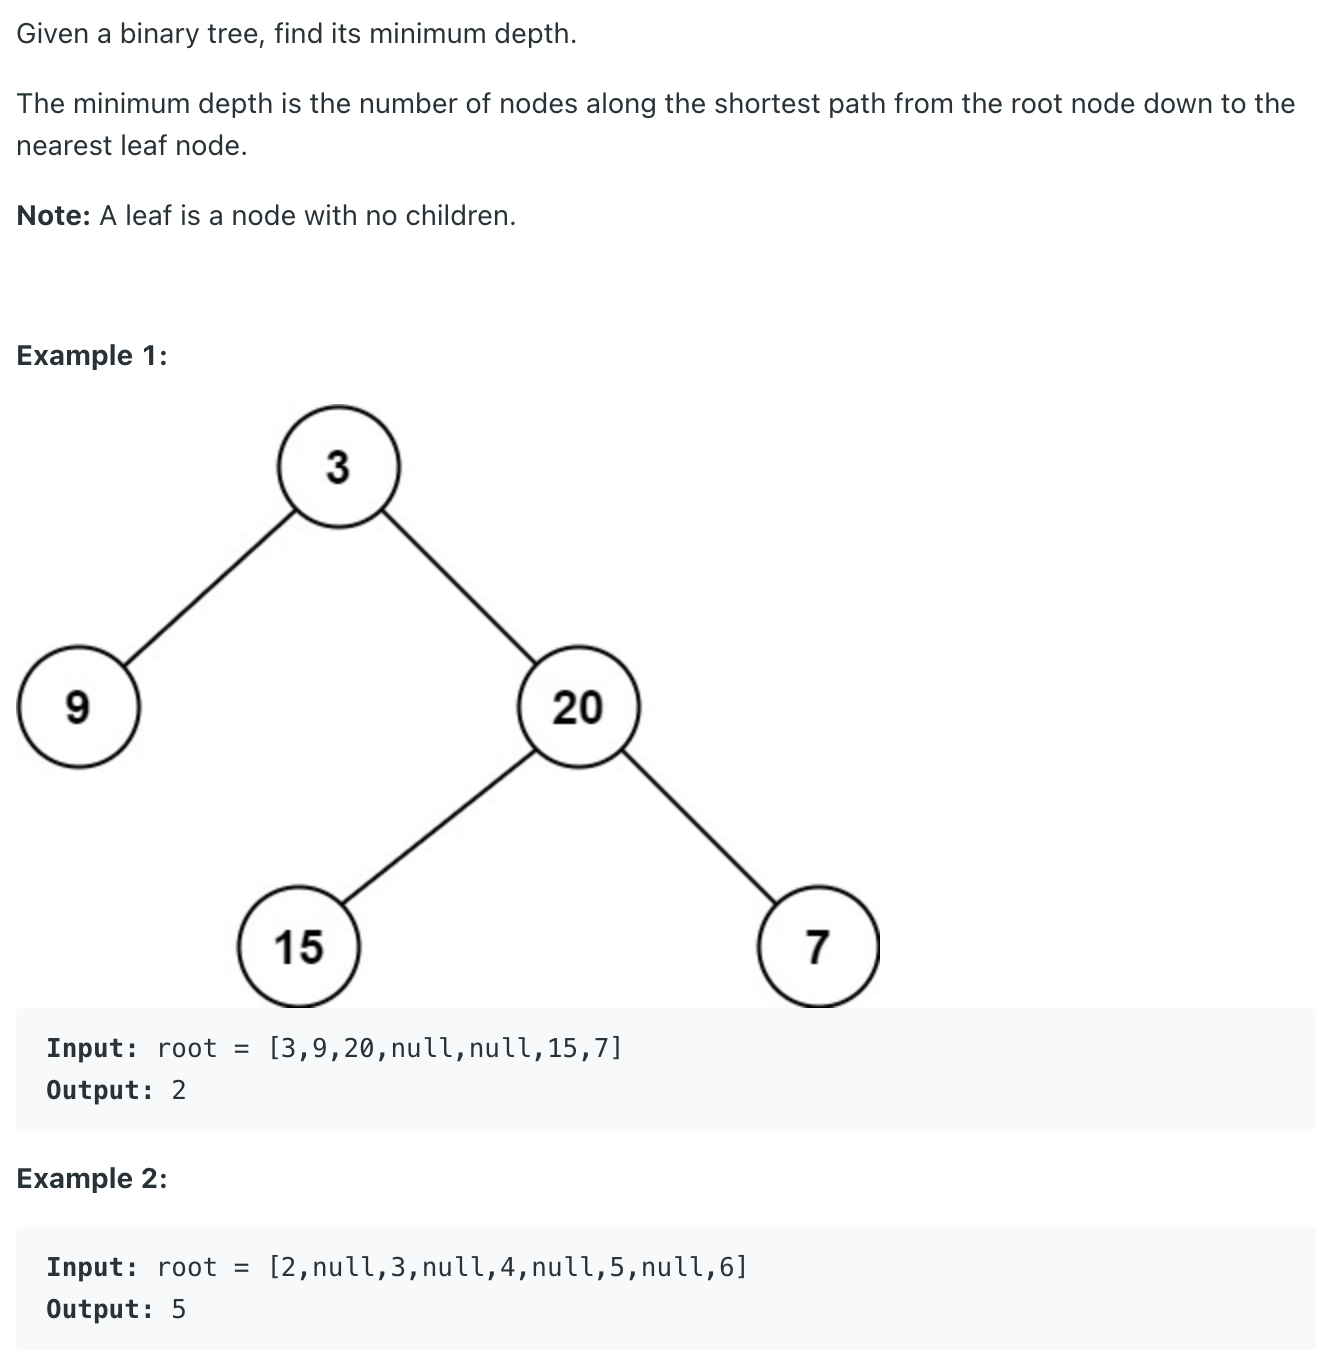 Given a binary tree, find its minimum depth.
The minimum depth is the number of nodes along the shortest path from the root node down to the
nearest leaf node.
Note: A leaf is a node with no children.
Example 1:
3
9
20
15
7
Input: root = [3,9,20,null,null,15,7]
Output: 2
Example 2:
Input: root = [2,null,3,null,4,null,5,null,6]
Output: 5